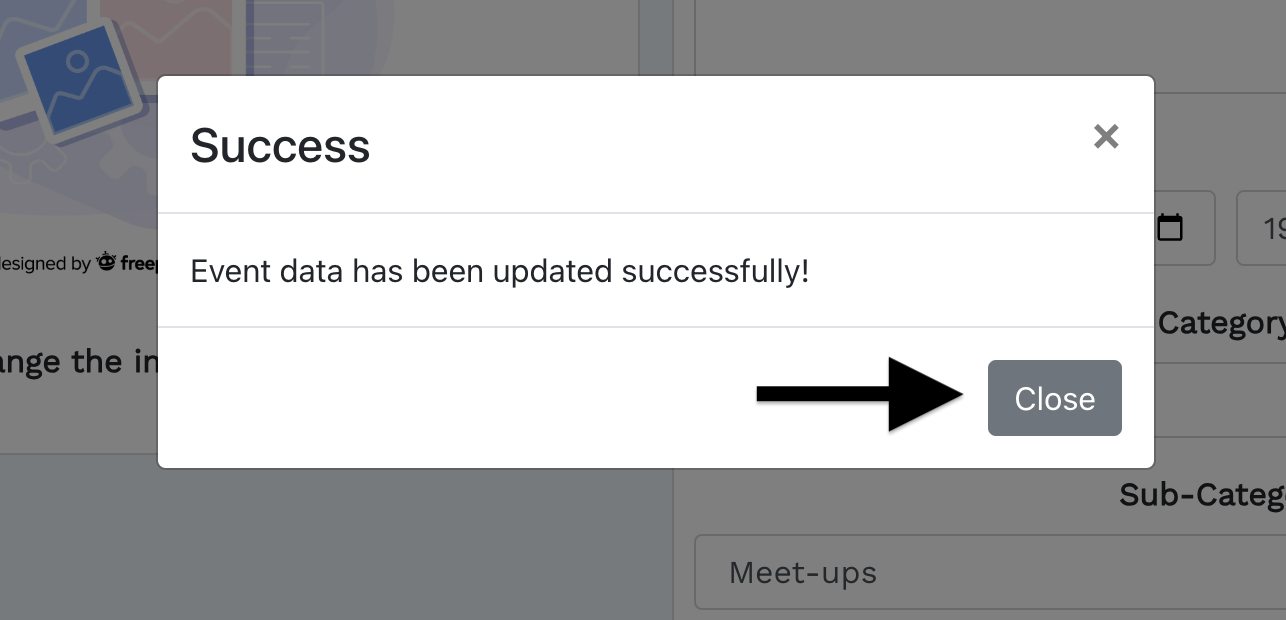 Success
×
Event data has been updated successfully!
Close
designed by
19
Category
Sub-Categ
Meet-ups
ange the in